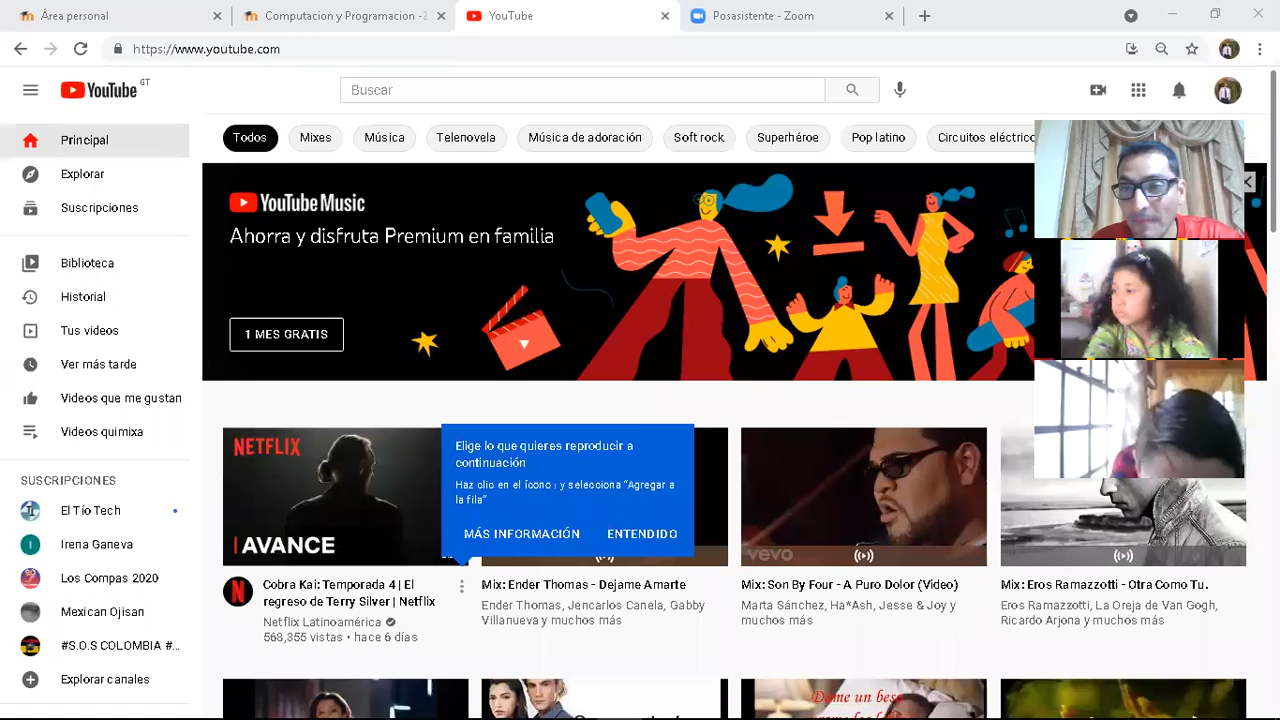 Área personal
Computacion y Programacion -2
YouTube
Posasistente - Zoom
https://www.youtube.com
YouTube GT
Buscar
Principal
Explorar
Suscripciones
Biblioteca
Historial
Tus videos
Ver más tarde
Videos que me gustan
Videos quimixa
SUSCRIPCIONES
El Tío Tech
Irena Ganeva
Los Compas 2020
Mexican Ojisan
#S.O.S COLOMBIA #...
Explorar canales
Todos
Mixes
Música
Telenovela
Música de adoración
Soft rock
Superhéroe
Pop latino
Circuitos eléctrico
YouTube Music
Ahorra y disfruta Premium en familia
1 MES GRATIS
NETFLIX
AVANCE
Elige lo que quieres reproducir a
continuación
Haz clic en el ícono ⋮ y selecciona "Agregar a
la fila"
MÁS INFORMACIÓN
ENTENDIDO
vevo
Cobra Kai: Temporada 4 | El
regreso de Terry Silver | Netflix
Netflix Latinoamérica
568,355 vistas • hace 6 días
Mix: Ender Thomas - Dejame Amarte
Ender Thomas, Jencarlos Canela, Gabby
Villanueva y muchos más
Mix: Son By Four - A Puro Dolor (Video)
Marta Sánchez, Ha*Ash, Jesse & Joy y
muchos más
Mix: Eros Ramazzotti - Otra Como Tu.
Eros Ramazzotti, La Oreja de Van Gogh,
Ricardo Arjona y muchos más
Dame un beso